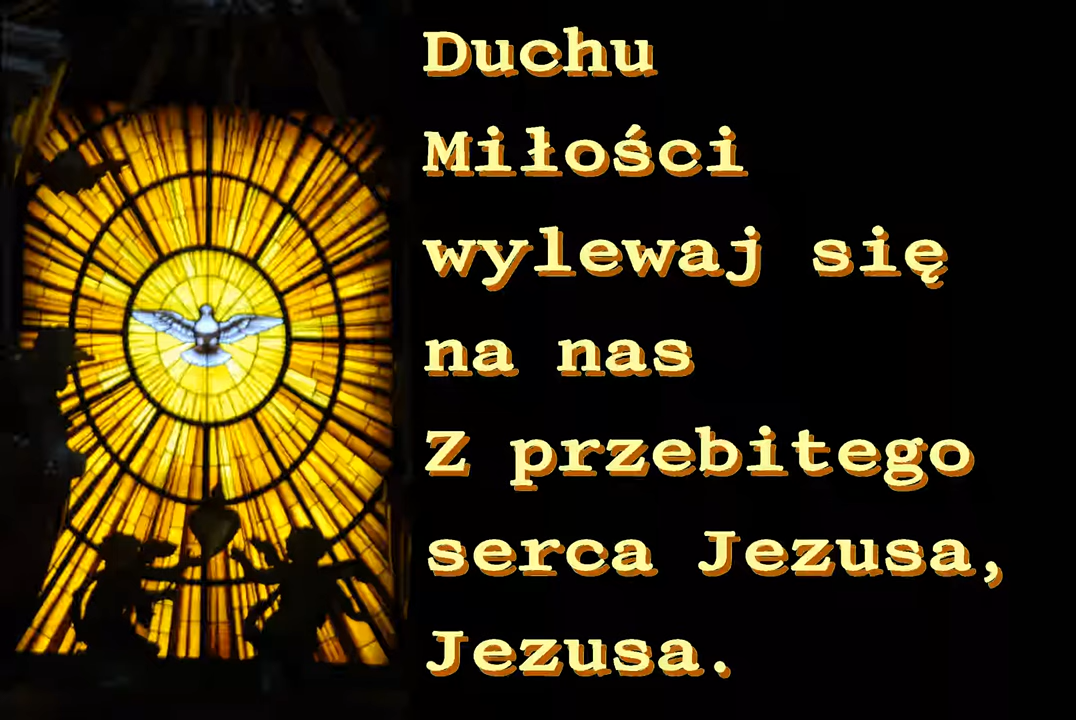 Duchu
Miłości
wylewaj się
na nas
Z przebitego
serca Jezusa,
Jezusa.